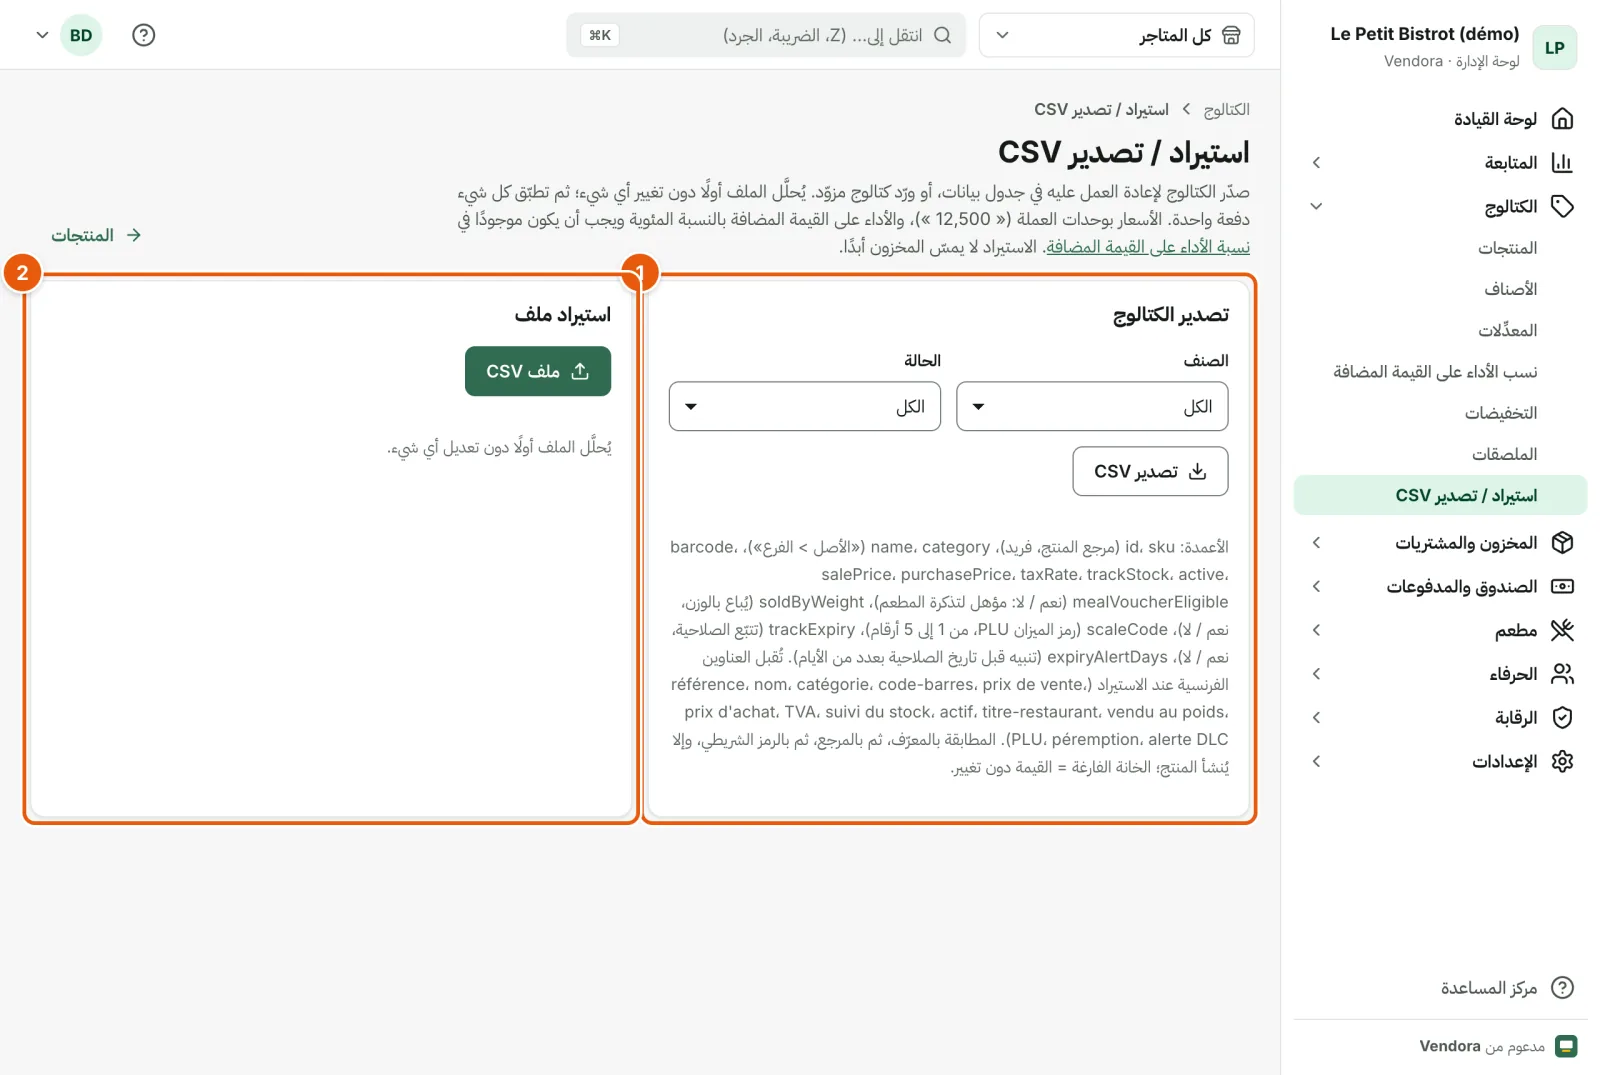 Le Petit Bistrot (démo)
لوحة الإدارة · Vendora
LP
كل المتاجر
انتقل إلى... (Z، الضريبة، الجرد)
⌘K
BD
لوحة القيادة
المتابعة
الكتالوج
المنتجات
الأصناف
المعدّلات
نسب الأداء على القيمة المضافة
التخفيضات
الملصقات
استيراد / تصدير CSV
المخزون والمشتريات
الصندوق والمدفوعات
مطعم
الحرفاء
الرقابة
الإعدادات
مركز المساعدة
مدعوم من Vendora
الكتالوج
استيراد / تصدير CSV
استيراد / تصدير CSV
صدّر الكتالوج لإعادة العمل عليه في جدول بيانات، أو ورّد كتالوج مزوّد. يُحلَّل الملف أولًا دون تغيير أي شيء؛ ثم تطبّق كل شيء
دفعة واحدة. الأسعار بوحدات العملة (« 12,500 »)، والأداء على القيمة المضافة بالنسبة المئوية ويجب أن يكون موجودًا في
نسبة الأداء على القيمة المضافة. الاستيراد لا يمسّ المخزون أبدًا.
المنتجات
1
تصدير الكتالوج
الصنف
الحالة
الكل
الكل
تصدير CSV
الأعمدة: id، sku (مرجع المنتج، فريد)، name، category («الأصل > الفرع»)، barcode،
salePrice، purchasePrice، taxRate، trackStock، active،
mealVoucherEligible (نعم / لا: مؤهل لتذكرة المطعم)، soldByWeight (يُباع بالوزن،
نعم / لا)، scaleCode (رمز الميزان PLU، من 1 إلى 5 أرقام)، trackExpiry (تتبّع الصلاحية،
نعم / لا)، expiryAlertDays (تنبيه قبل تاريخ الصلاحية بعدد من الأيام). تُقبل العناوين
الفرنسية عند الاستيراد (référence، nom، catégorie، code-barres، prix de vente،
prix d'achat، TVA، suivi du stock، actif، titre-restaurant، vendu au poids،
PLU، péremption، alerte DLC). المطابقة بالمعرّف، ثم بالمرجع، ثم بالرمز الشريطي، وإلا
يُنشأ المنتج؛ الخانة الفارغة = القيمة دون تغيير.
2
استيراد ملف
ملف CSV
يُحلَّل الملف أولًا دون تعديل أي شيء.